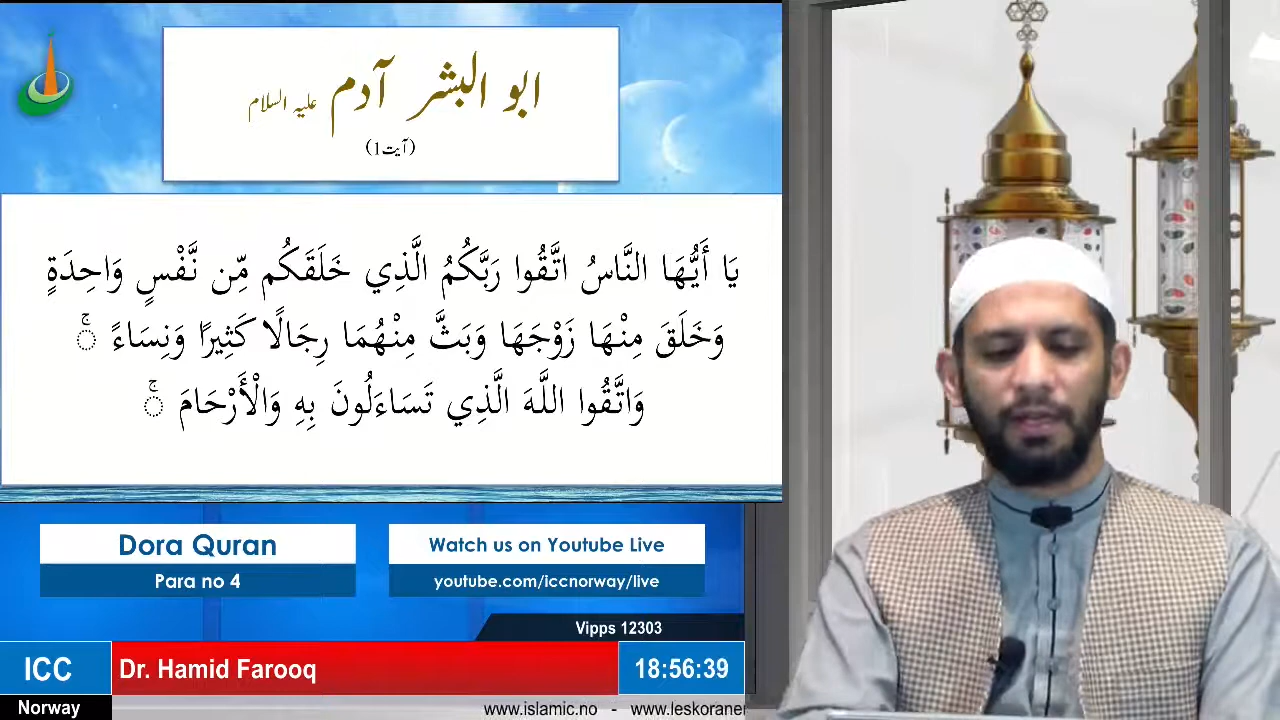 ابو البشر آدم علیہ السلام
(آیت 1)
يَا أَيُّهَا النَّاسُ اتَّقُوا رَبَّكُمُ الَّذِي خَلَقَكُم مِّن نَّفْسٍ وَاحِدَةٍ
وَخَلَقَ مِنْهَا زَوْجَهَا وَبَثَّ مِنْهُمَا رِجَالًا كَثِيرًا وَنِسَاءً ۚ
وَاتَّقُوا اللَّهَ الَّذِي تَسَاءَلُونَ بِهِ وَالْأَرْحَامَ ۚ
Dora Quran
Para no 4
Watch us on Youtube Live
youtube.com/iccnorway/live
Vipps 12303
ICC
Dr. Hamid Farooq
18:56:39
Norway
www.islamic.no - www.leskoraner